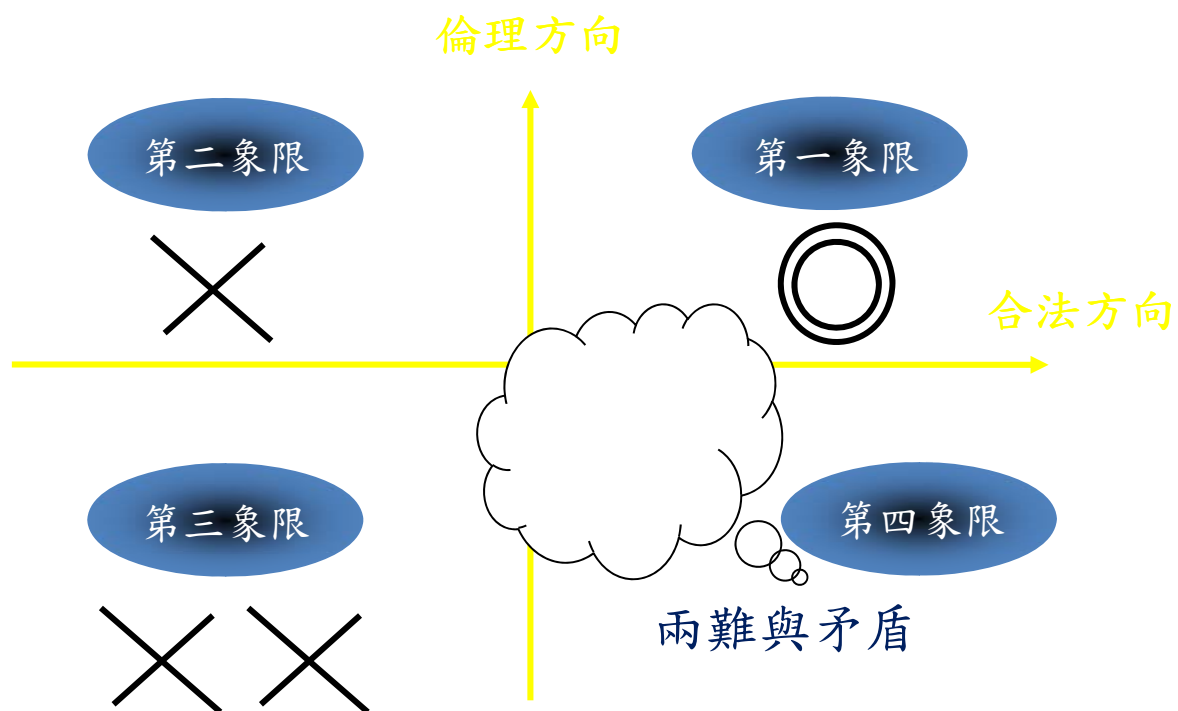 倫理方向
第二象限
第一象限
合法方向
第三象限
第四象限
兩難與矛盾